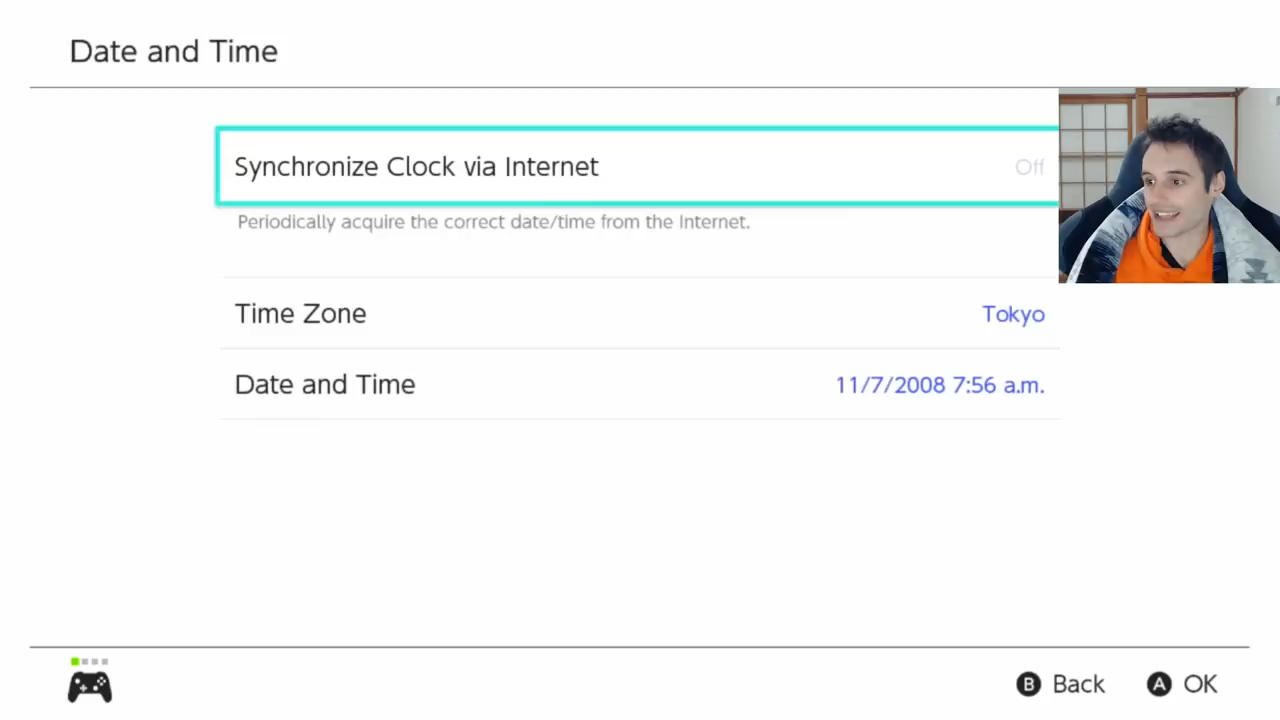 Date and Time
Synchronize Clock via Internet Off
Periodically acquire the correct date/time from the Internet.
Time Zone Tokyo
Date and Time 11/7/2008 7:56 a.m.
B Back A OK